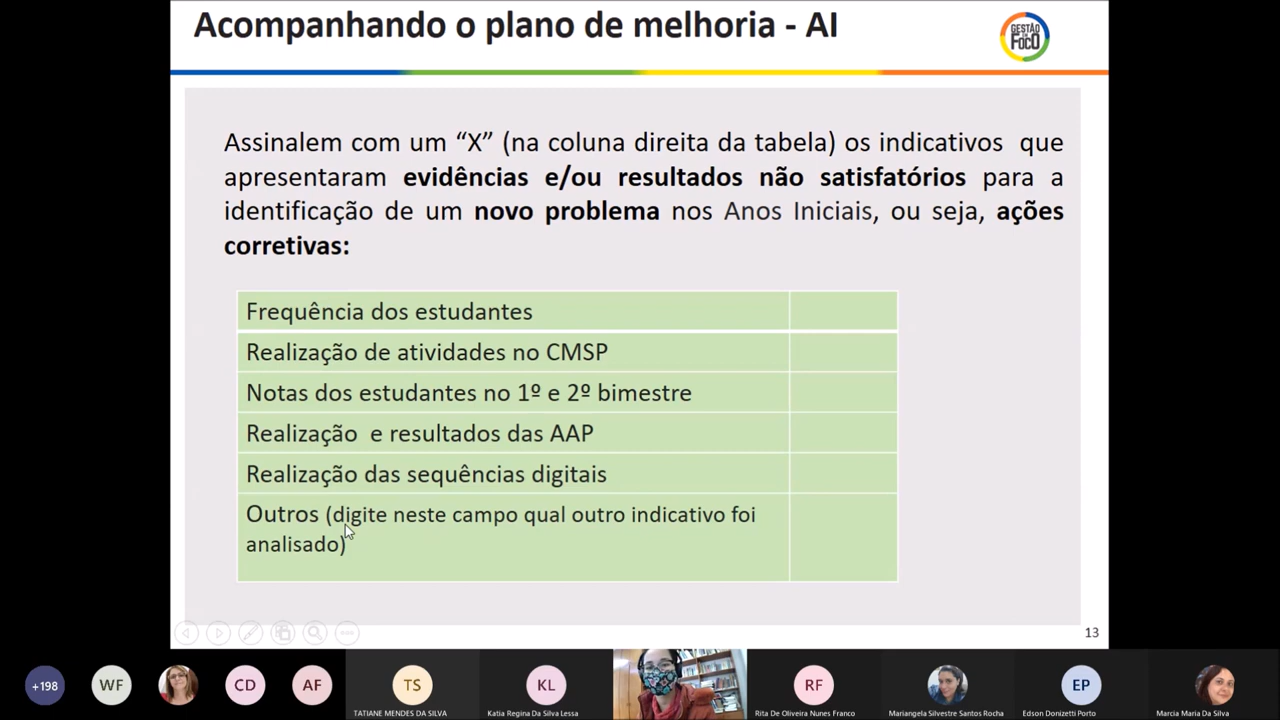 Acompanhando o plano de melhoria - AI
GESTÃO
EM
FOCO
Assinalem com um “X” (na coluna direita da tabela) os indicativos que
apresentaram evidências e/ou resultados não satisfatórios para a
identificação de um novo problema nos Anos Iniciais, ou seja, ações
corretivas:
Frequência dos estudantes
Realização de atividades no CMSP
Notas dos estudantes no 1º e 2º bimestre
Realização e resultados das AAP
Realização das sequências digitais
Outros (digite neste campo qual outro indicativo foi
analisado)
13
+198
WF
CD
AF
TS
TATIANE MENDES DA SILVA
KL
Katia Regina Da Silva Lessa
RF
Rita De Oliveira Nunes Franco
Mariangela Silvestre Santos Rocha
EP
Edson Donizetti Porto
Marcia Maria Da Silva